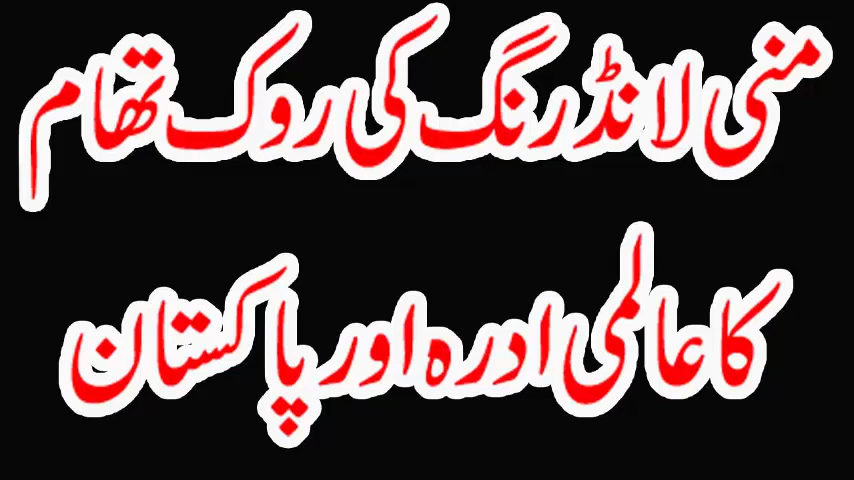 منی لانڈرنگ کی روک تھام
کا عالمی ادرہ اور پاکستان